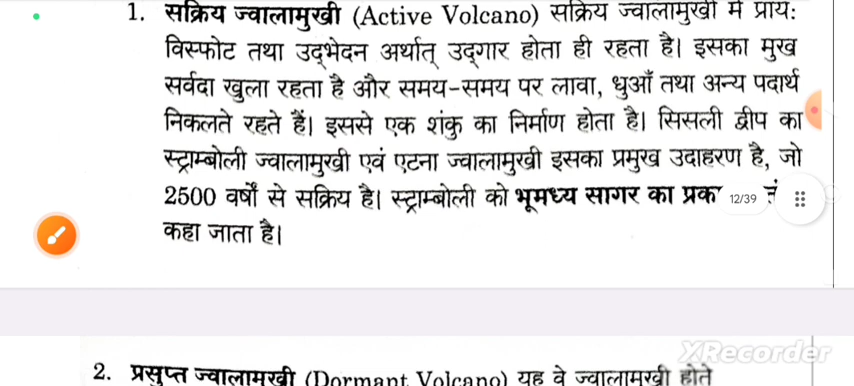 1. सक्रिय ज्वालामुखी (Active Volcano) सक्रिय ज्वालामुखी में प्राय:
विस्फोट तथा उद्‌भेदन अर्थात् उद्‌गार होता ही रहता है। इसका मुख
सर्वदा खुला रहता है और समय-समय पर लावा, धुआँ तथा अन्य पदार्थ
निकलते रहते हैं। इससे एक शंकु का निर्माण होता है। सिसली द्वीप का
स्ट्राम्बोली ज्वालामुखी एवं एटना ज्वालामुखी इसका प्रमुख उदाहरण है, जो
2500 वर्षों से सक्रिय है। स्ट्राम्बोली को भूमध्य सागर का
12/39
कहा जाता है।
XRecorder
2. प्रसुप्त ज्वालामुखी (Dormant Volcano) यह वे ज्वालामुखी होते